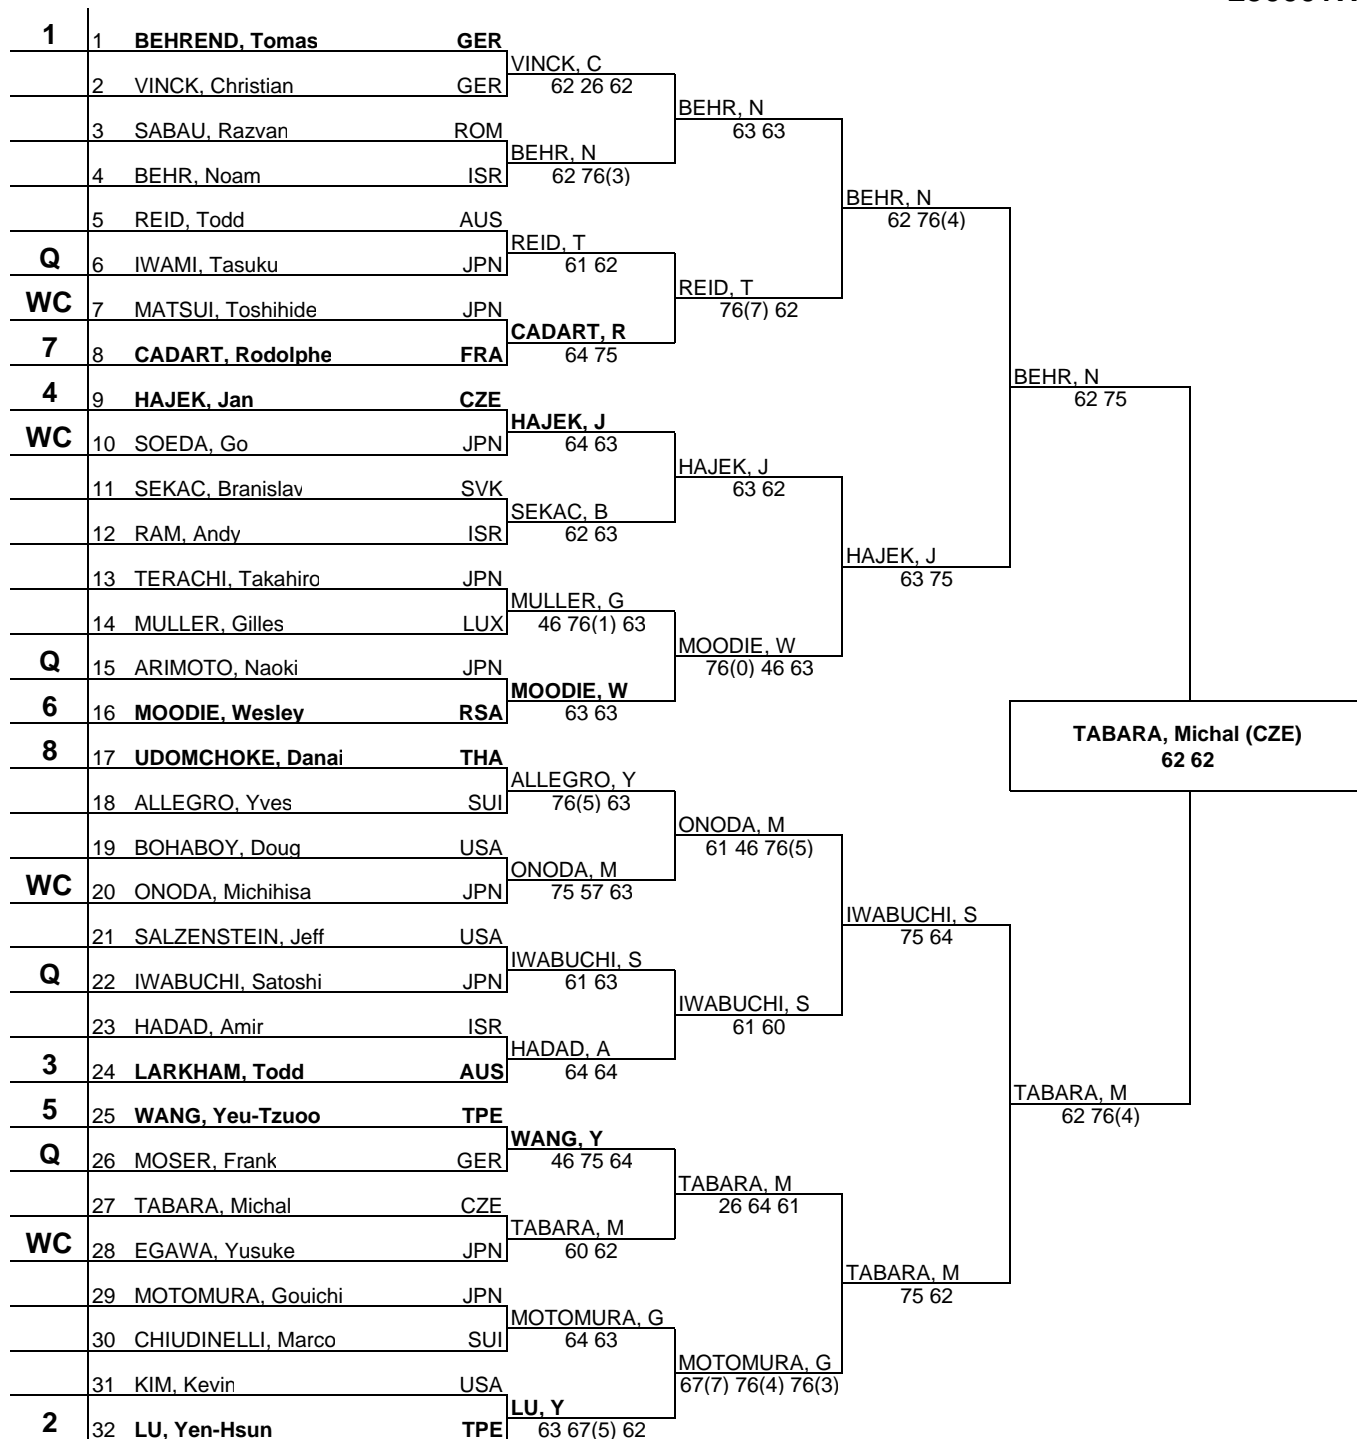 1 1 BEHREND, Tomas GER
VINCK, C
2 VINCK, Christian GER 62 26 62
BEHR, N
3 SABAU, Razvan ROM 63 63
BEHR, N
4 BEHR, Noam ISR 62 76(3)
BEHR, N
5 REID, Todd AUS 62 76(4)
REID, T
Q 6 IWAMI, Tasuku JPN 61 62
REID, T
WC 7 MATSUI, Toshihide JPN 76(7) 62
CADART, R
7 8 CADART, Rodolphe FRA 64 75
BEHR, N
4 9 HAJEK, Jan CZE 62 75
HAJEK, J
WC 10 SOEDA, Go JPN 64 63
HAJEK, J
11 SEKAC, Branislav SVK 63 62
SEKAC, B
12 RAM, Andy ISR 62 63
HAJEK, J
13 TERACHI, Takahiro JPN 63 75
MULLER, G
14 MULLER, Gilles LUX 46 76(1) 63
MOODIE, W
Q 15 ARIMOTO, Naoki JPN 76(0) 46 63
MOODIE, W
6 16 MOODIE, Wesley RSA 63 63
TABARA, Michal (CZE)
8 17 UDOMCHOKE, Danai THA 62 62
ALLEGRO, Y
18 ALLEGRO, Yves SUI 76(5) 63
ONODA, M
19 BOHABOY, Doug USA 61 46 76(5)
ONODA, M
WC 20 ONODA, Michihisa JPN 75 57 63
IWABUCHI, S
21 SALZENSTEIN, Jeff USA 75 64
IWABUCHI, S
Q 22 IWABUCHI, Satoshi JPN 61 63
IWABUCHI, S
23 HADAD, Amir ISR 61 60
HADAD, A
3 24 LARKHAM, Todd AUS 64 64
TABARA, M
5 25 WANG, Yeu-Tzuoo TPE 62 76(4)
WANG, Y
Q 26 MOSER, Frank GER 46 75 64
TABARA, M
27 TABARA, Michal CZE 26 64 61
TABARA, M
WC 28 EGAWA, Yusuke JPN 60 62
TABARA, M
29 MOTOMURA, Gouichi JPN 75 62
MOTOMURA, G
30 CHIUDINELLI, Marco SUI 64 63
MOTOMURA, G
31 KIM, Kevin USA 67(7) 76(4) 76(3)
LU, Y
2 32 LU, Yen-Hsun TPE 63 67(5) 62